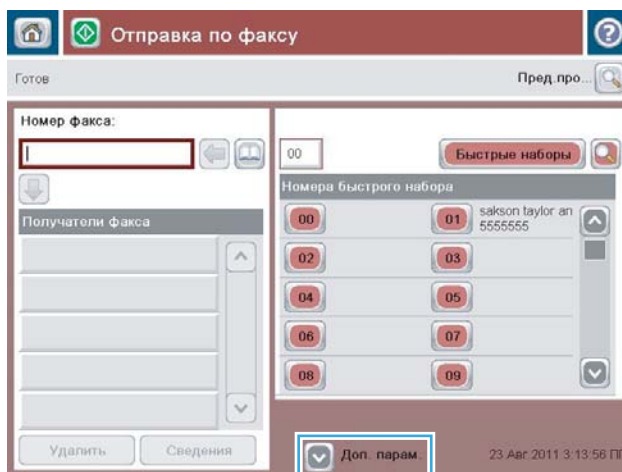 Отправка по факсу
Готов
Пред.про...
Номер факса:
00
Быстрые наборы
Номера быстрого набора
Получатели факса
00
01 sakson taylor an
5555555
02
03
04
05
06
07
08
09
Удалить
Сведения
Доп. парам.
23 Авг 2011 3:13:56 ПГ